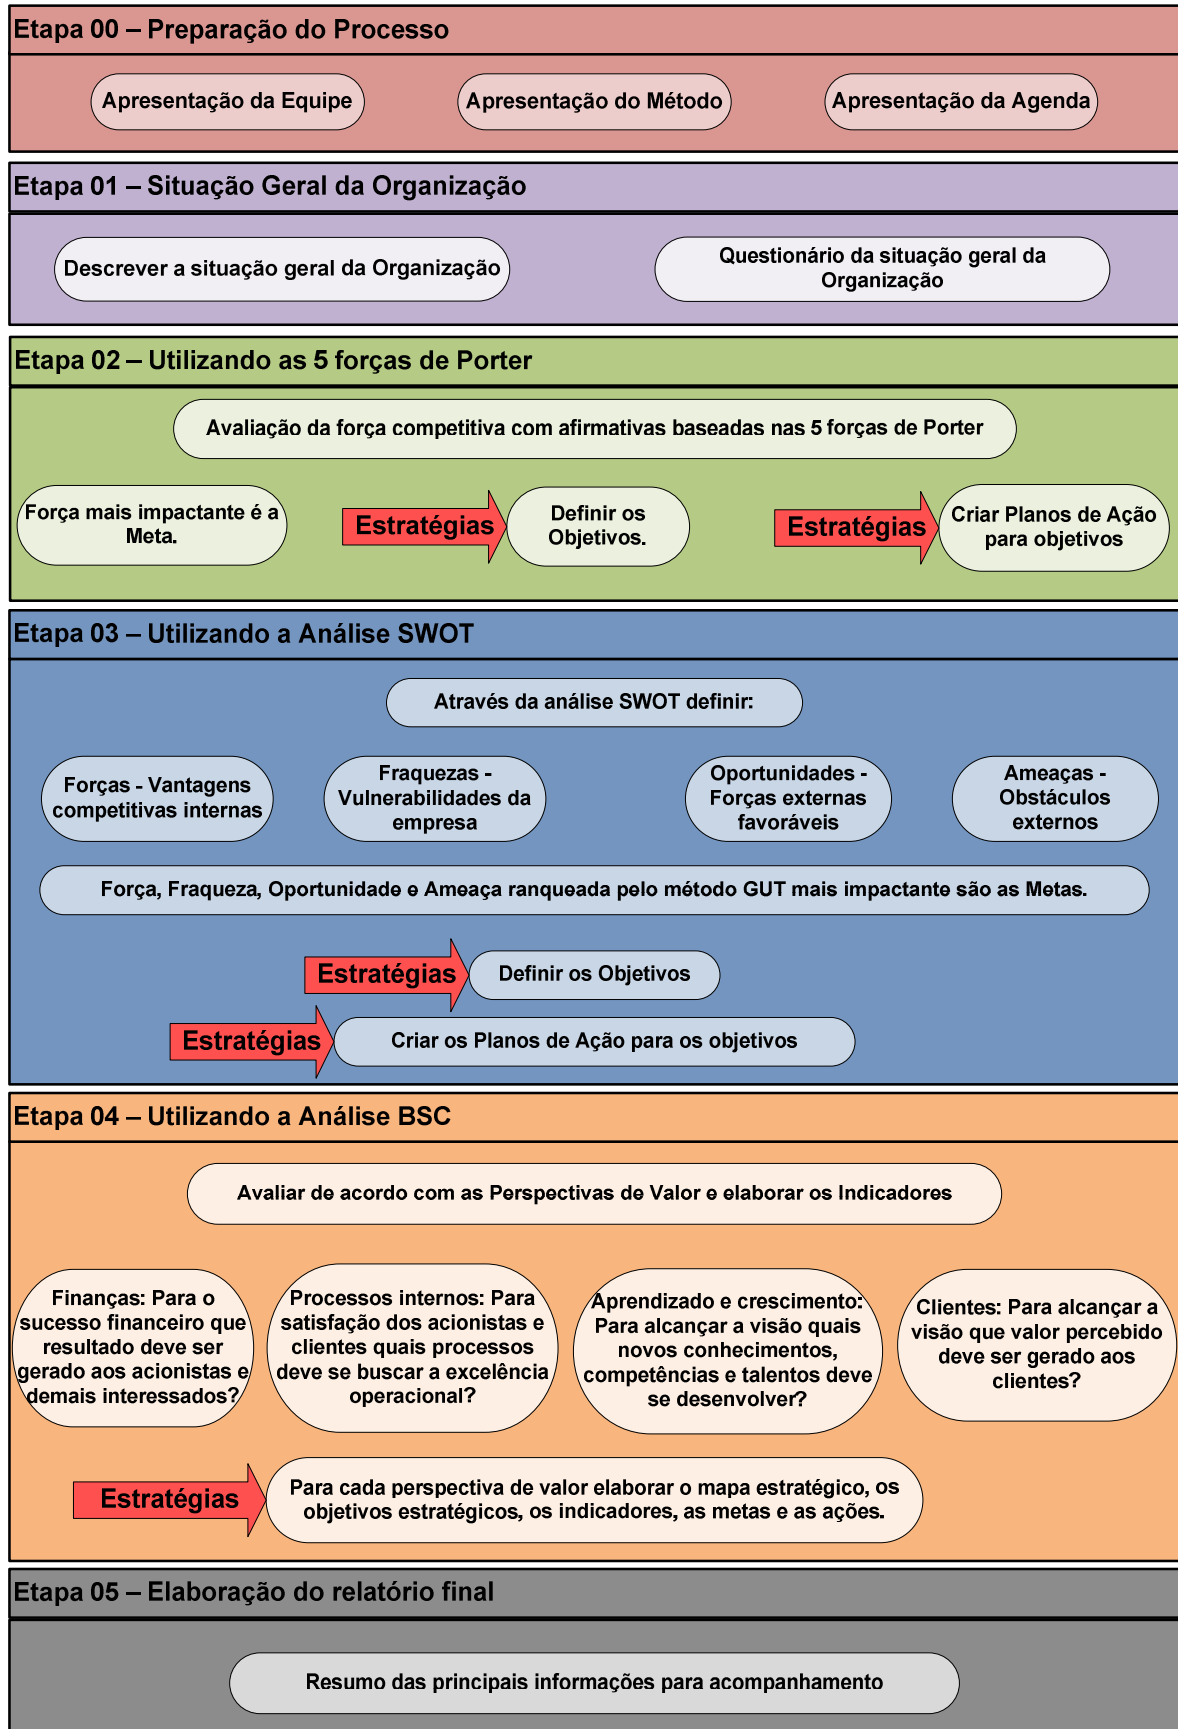 Etapa 00 – Preparação do Processo
Apresentação da Equipe
Apresentação do Método
Apresentação da Agenda
Etapa 01 – Situação Geral da Organização
Descrever a situação geral da Organização
Questionário da situação geral da
Organização
Etapa 02 – Utilizando as 5 forças de Porter
Avaliação da força competitiva com afirmativas baseadas nas 5 forças de Porter
Força mais impactante é a
Meta.
Estratégias
Definir os
Objetivos.
Estratégias
Criar Planos de Ação
para objetivos
Etapa 03 – Utilizando a Análise SWOT
Através da análise SWOT definir:
Forças - Vantagens
competitivas internas
Fraquezas -
Vulnerabilidades da
empresa
Oportunidades -
Forças externas
favoráveis
Ameaças -
Obstáculos
externos
Força, Fraqueza, Oportunidade e Ameaça ranqueada pelo método GUT mais impactante são as Metas.
Estratégias
Definir os Objetivos
Estratégias
Criar os Planos de Ação para os objetivos
Etapa 04 – Utilizando a Análise BSC
Avaliar de acordo com as Perspectivas de Valor e elaborar os Indicadores
Finanças: Para o
sucesso financeiro que
resultado deve ser
gerado aos acionistas e
demais interessados?
Processos internos: Para
satisfação dos acionistas e
clientes quais processos
deve se buscar a excelência
operacional?
Aprendizado e crescimento:
Para alcançar a visão quais
novos conhecimentos,
competências e talentos deve
se desenvolver?
Clientes: Para alcançar a
visão que valor percebido
deve ser gerado aos
clientes?
Estratégias
Para cada perspectiva de valor elaborar o mapa estratégico, os
objetivos estratégicos, os indicadores, as metas e as ações.
Etapa 05 – Elaboração do relatório final
Resumo das principais informações para acompanhamento